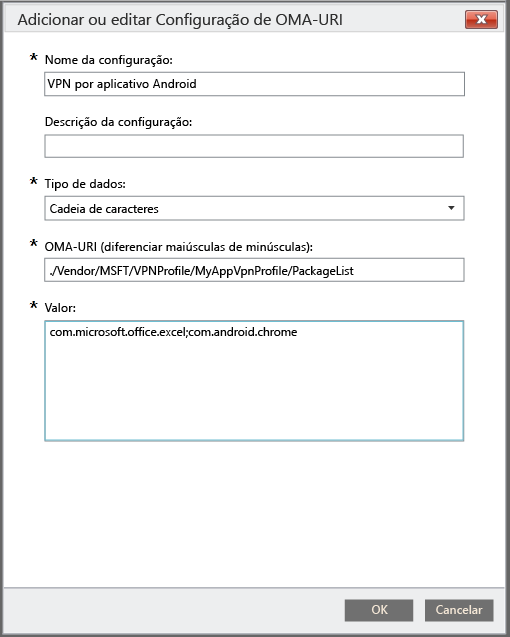 Adicionar ou editar Configuração de OMA-URI
* Nome da configuração:
VPN por aplicativo Android
Descrição da configuração:
* Tipo de dados:
Cadeia de caracteres
* OMA-URI (diferenciar maiúsculas de minúsculas):
./Vendor/MSFT/VPNProfile/MyAppVpnProfile/PackageList
* Valor:
com.microsoft.office.excel;com.android.chrome
OK
Cancelar